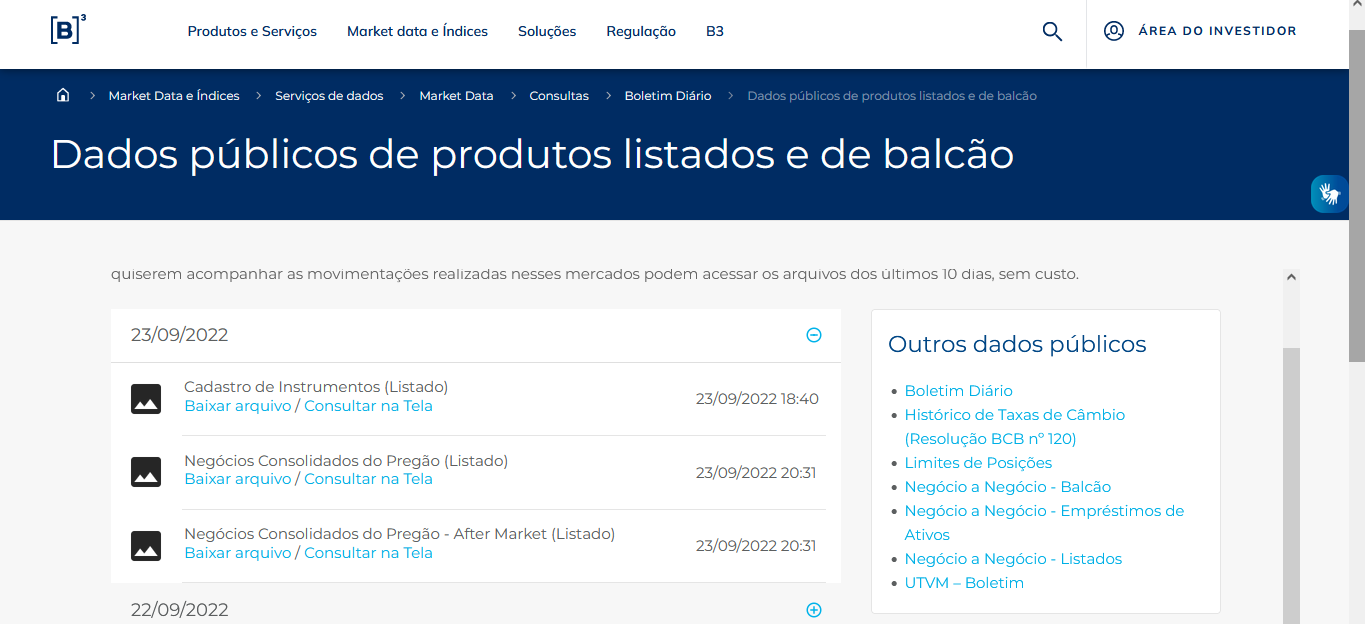 [B]³
Produtos e Serviços
Market data e Índices
Soluções
Regulação
B3
ÁREA DO INVESTIDOR
Market Data e Índices > Serviços de dados > Market Data > Consultas > Boletim Diário > Dados públicos de produtos listados e de balcão
Dados públicos de produtos listados e de balcão
quiserem acompanhar as movimentações realizadas nesses mercados podem acessar os arquivos dos últimos 10 dias, sem custo.
23/09/2022
Cadastro de Instrumentos (Listado)
Baixar arquivo / Consultar na Tela
23/09/2022 18:40
Negócios Consolidados do Pregão (Listado)
Baixar arquivo / Consultar na Tela
23/09/2022 20:31
Negócios Consolidados do Pregão - After Market (Listado)
Baixar arquivo / Consultar na Tela
23/09/2022 20:31
22/09/2022
Outros dados públicos
Boletim Diário
Histórico de Taxas de Câmbio
(Resolução BCB nº 120)
Limites de Posições
Negócio a Negócio - Balcão
Negócio a Negócio - Empréstimos de
Ativos
Negócio a Negócio - Listados
UTVM – Boletim